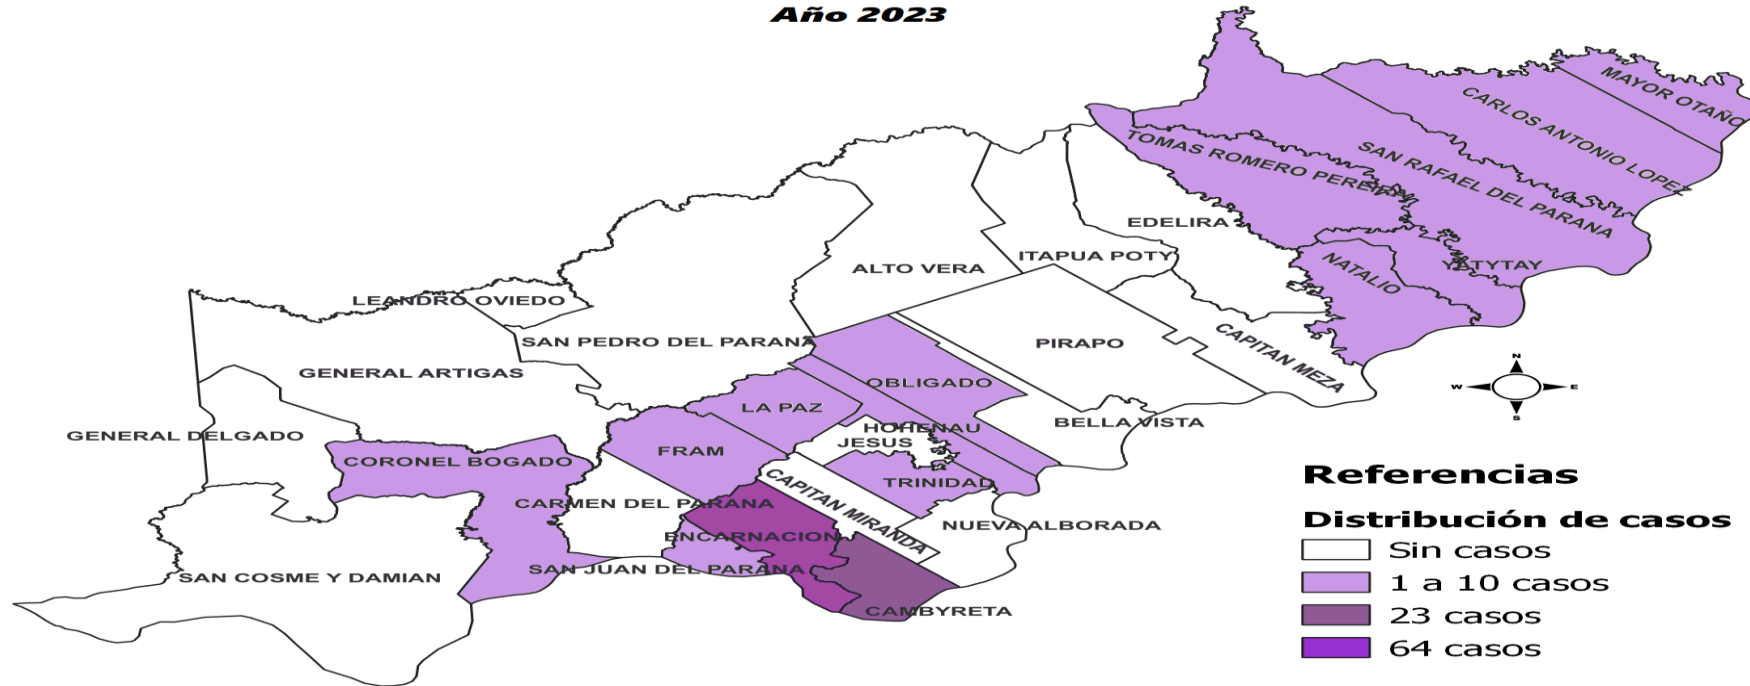 Año 2023
MAYOR OTAÑO
CARLOS ANTONIO LOPEZ
SAN RAFAEL DEL PARANA
TOMAS ROMERO PEREIRA
EDELIRA
ITAPUA POTY
ALTO VERA
NATALIO
YATYTAY
LEANDRO OVIEDO
SAN PEDRO DEL PARANA
PIRAPO
CAPITAN MEZA
GENERAL ARTIGAS
OBLIGADO
LA PAZ
BELLA VISTA
HOHENAU
JESUS
GENERAL DELGADO
FRAM
CORONEL BOGADO
TRINIDAD
CAPITAN MIRANDA
CARMEN DEL PARANA
NUEVA ALBORADA
ENCARNACION
SAN JUAN DEL PARANA
SAN COSME Y DAMIAN
CAMBYRETA
N
W
E
S
Referencias
Distribución de casos
Sin casos
1 a 10 casos
23 casos
64 casos